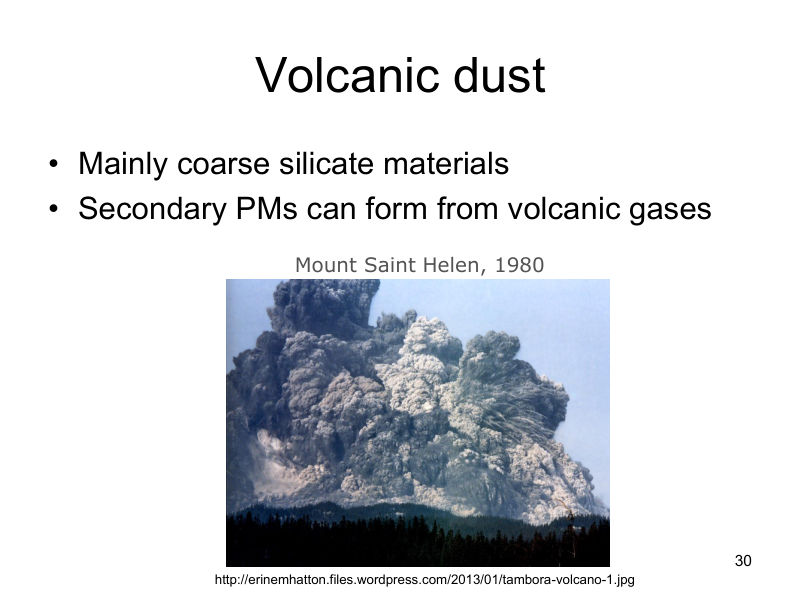 Volcanic dust
• Mainly coarse silicate materials
• Secondary PMs can form from volcanic gases
Mount Saint Helen, 1980
30
http://erinemhatton.files.wordpress.com/2013/01/tambora-volcano-1.jpg